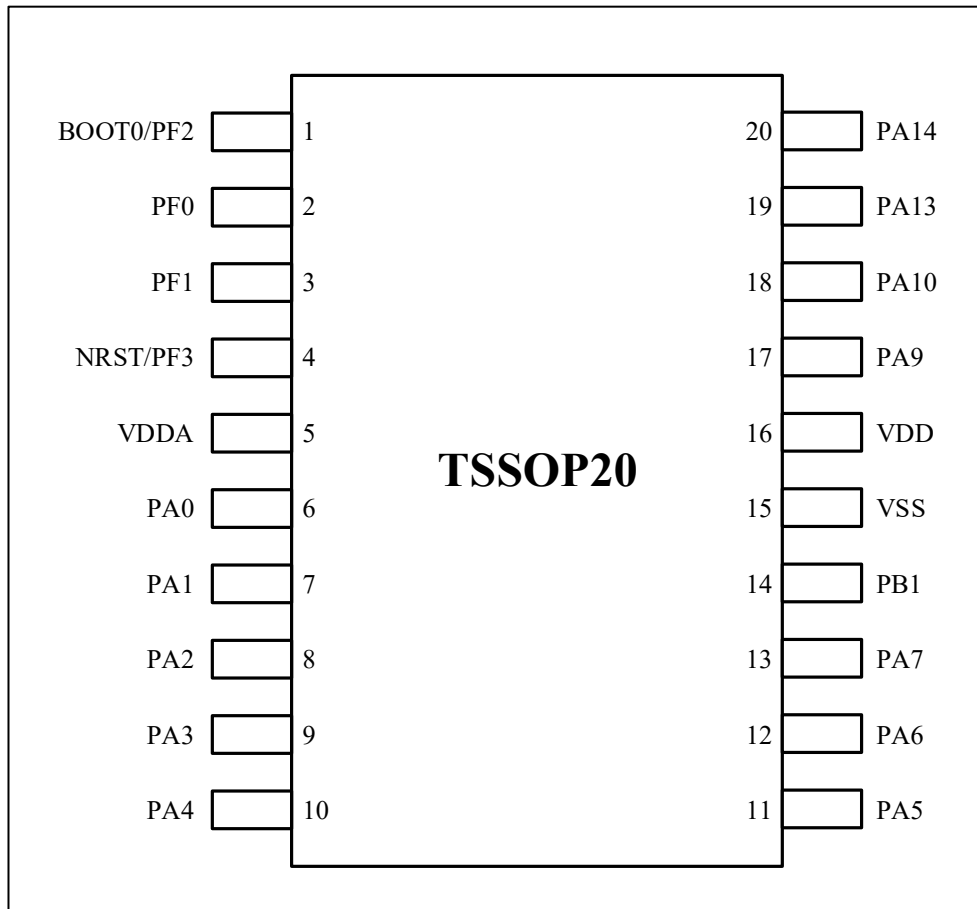 BOOT0/PF2 1 20 PA14
PF0 2 19 PA13
PF1 3 18 PA10
NRST/PF3 4 17 PA9
VDDA 5 16 VDD
TSSOP20
PA0 6 15 VSS
PA1 7 14 PB1
PA2 8 13 PA7
PA3 9 12 PA6
PA4 10 11 PA5